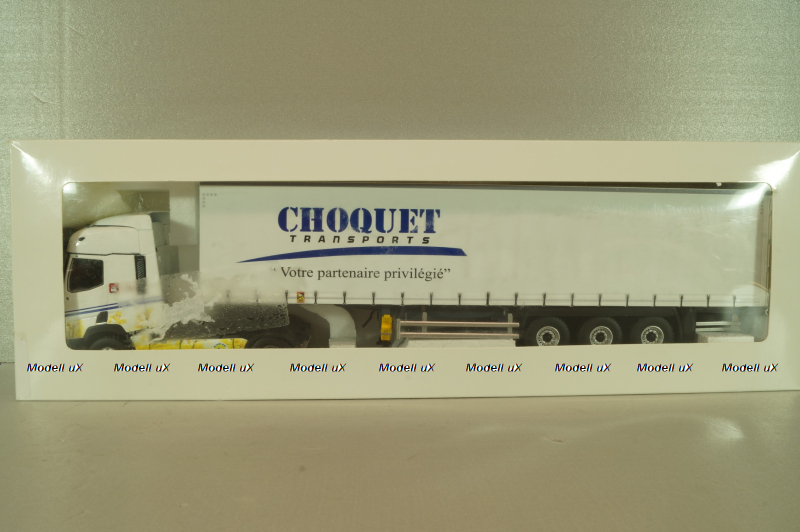 CHOQUET
TRANSPORTS
" Votre partenaire privilégié"
Modell uX Modell uX Modell uX Modell uX Modell uX Modell uX Modell uX Modell uX Modell uX